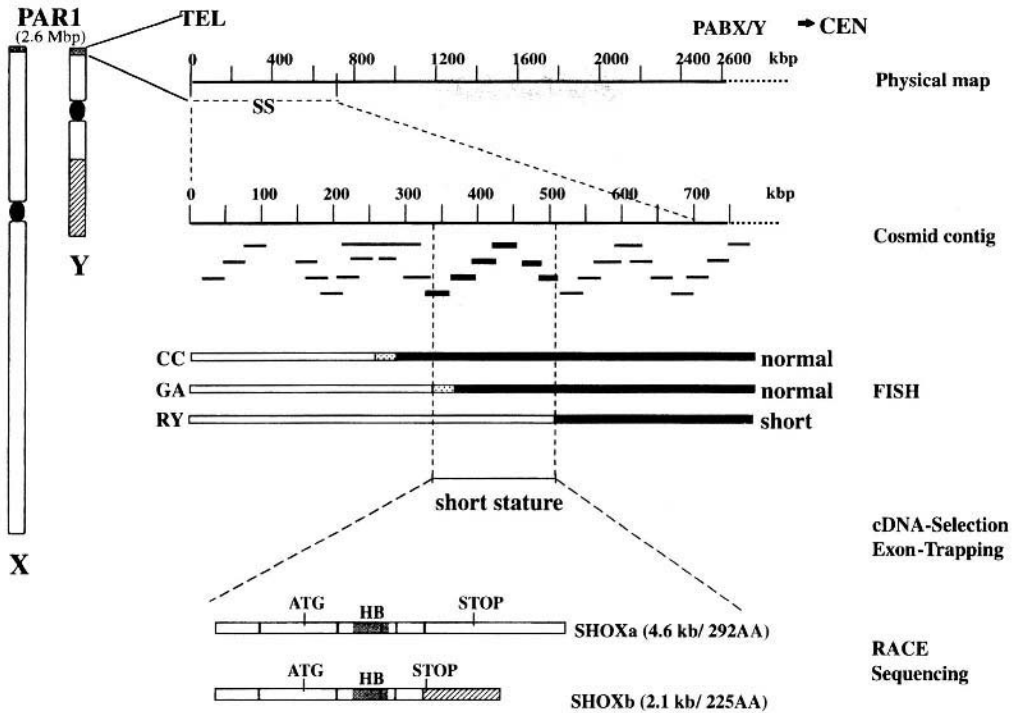 PAR1
(2.6 Mbp)
TEL
PABX/Y
CEN
0 400 800 1200 1600 2000 2400 2600 kbp
Physical map
SS
0 100 200 300 400 500 600 700 kbp
Cosmid contig
Y
X
CC normal
GA normal
RY short
FISH
short stature
cDNA-Selection
Exon-Trapping
ATG HB STOP
SHOXa (4.6 kb/ 292AA)
RACE
Sequencing
ATG HB STOP
SHOXb (2.1 kb/ 225AA)